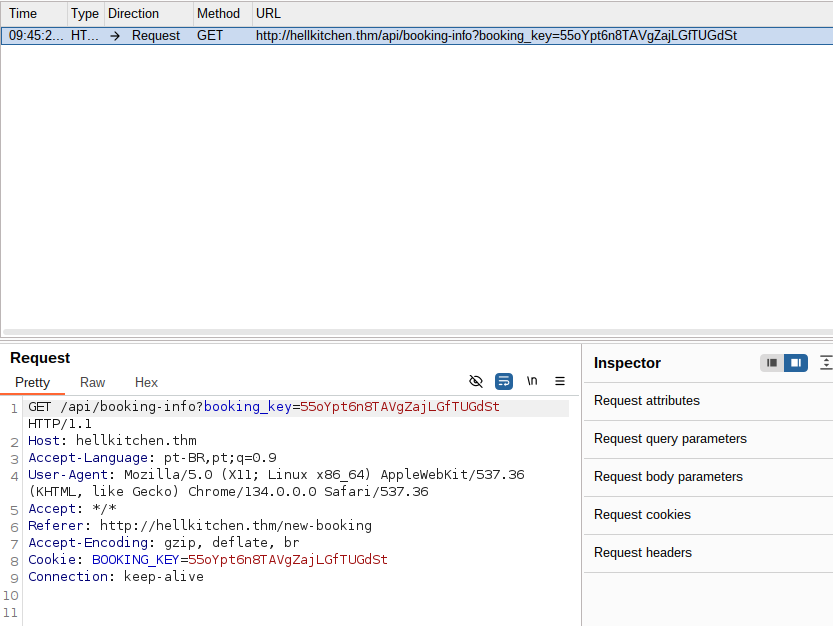 Time Type Direction Method URL
09:45:2... HT... → Request GET http://hellkitchen.thm/api/booking-info?booking_key=55oYpt6n8TAVgZajLGfTUGdSt
Request
Pretty Raw Hex
\n
1 GET /api/booking-info?booking_key=55oYpt6n8TAVgZajLGfTUGdSt
HTTP/1.1
2 Host: hellkitchen.thm
3 Accept-Language: pt-BR,pt;q=0.9
4 User-Agent: Mozilla/5.0 (X11; Linux x86_64) AppleWebKit/537.36
(KHTML, like Gecko) Chrome/134.0.0.0 Safari/537.36
5 Accept: */*
6 Referer: http://hellkitchen.thm/new-booking
7 Accept-Encoding: gzip, deflate, br
8 Cookie: BOOKING_KEY=55oYpt6n8TAVgZajLGfTUGdSt
9 Connection: keep-alive
10
11
Inspector
Request attributes
Request query parameters
Request body parameters
Request cookies
Request headers